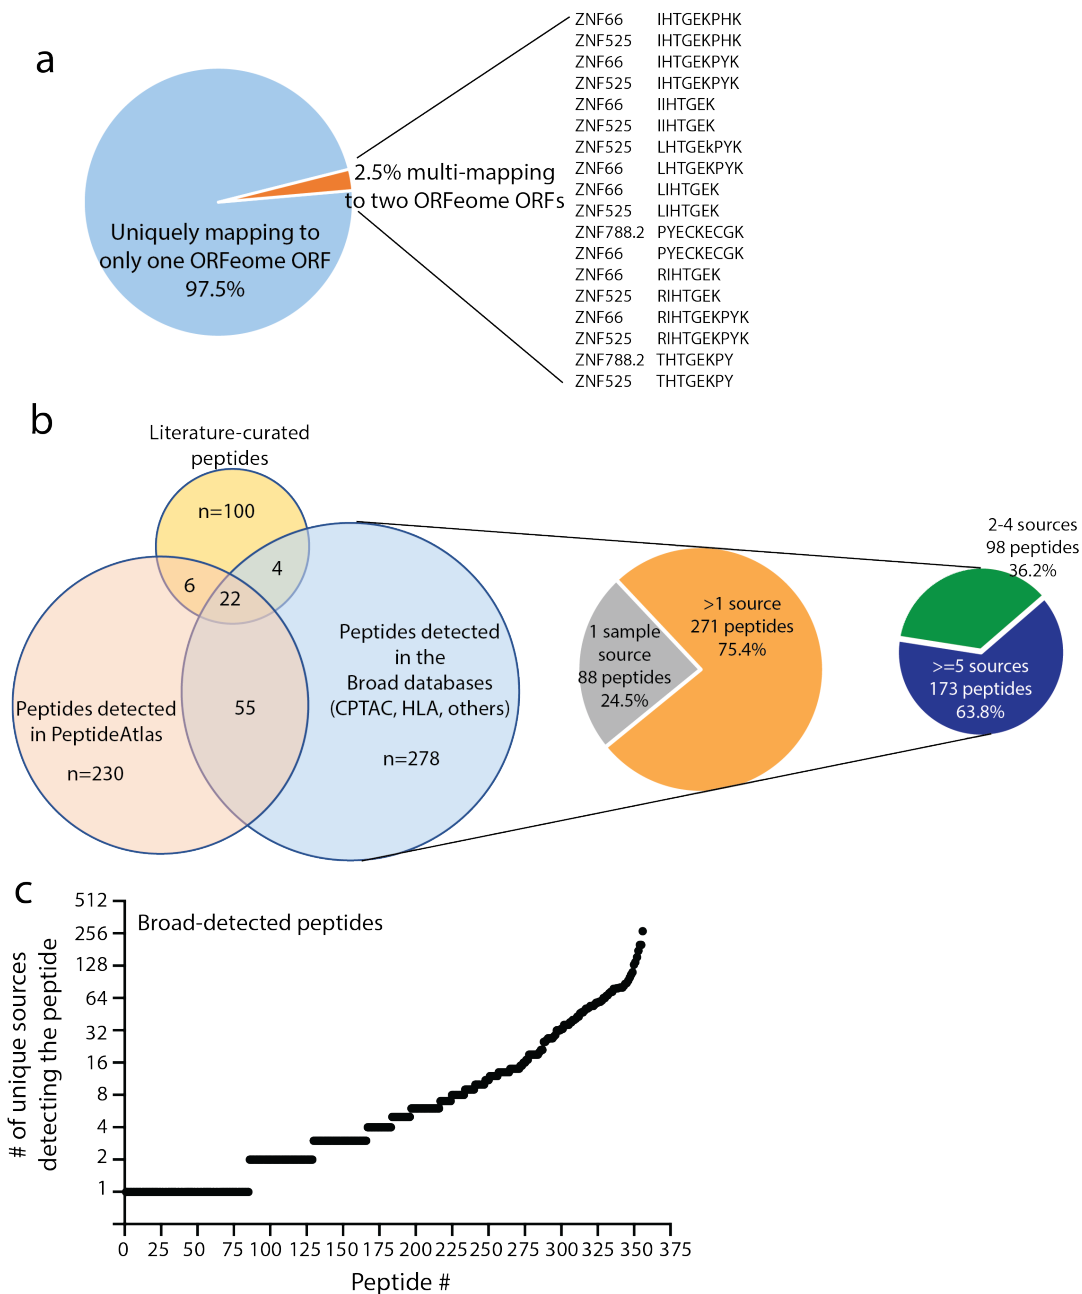 a
Uniquely mapping to
only one ORFeome ORF
97.5%
2.5% multi-mapping
to two ORFeome ORFs
ZNF66 IHTGEKPHK
ZNF525 IHTGEKPHK
ZNF66 IHTGEKPYK
ZNF525 IHTGEKPYK
ZNF66 IIHTGEK
ZNF525 IIHTGEK
ZNF525 LHTGEkPYK
ZNF66 LHTGEKPYK
ZNF66 LIHTGEK
ZNF525 LIHTGEK
ZNF788.2 PYECKECGK
ZNF66 PYECKECGK
ZNF66 RIHTGEK
ZNF525 RIHTGEK
ZNF66 RIHTGEKPYK
ZNF525 RIHTGEKPYK
ZNF788.2 THTGEKPY
ZNF525 THTGEKPY
b
Literature-curated
peptides
n=100
6
4
22
55
Peptides detected
in PeptideAtlas
n=230
Peptides detected
in the
Broad databases
(CPTAC, HLA, others)
n=278
1 sample
source
88 peptides
24.5%
>1 source
271 peptides
75.4%
2-4 sources
98 peptides
36.2%
>=5 sources
173 peptides
63.8%
c
Broad-detected peptides
# of unique sources
detecting the peptide
512
256
128
64
32
16
8
4
2
1
0 25 50 75 100 125 150 175 200 225 250 275 300 325 350 375
Peptide #